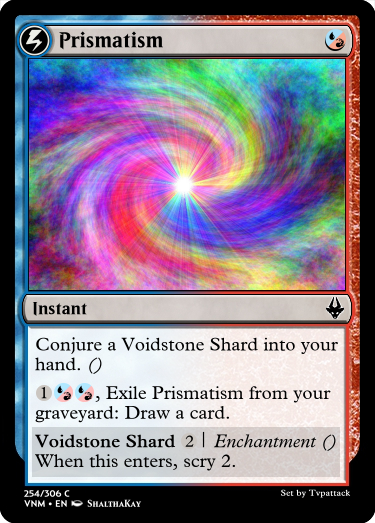 Prismatism
Instant
Conjure a Voidstone Shard into your
hand. ()
1, Exile Prismatism from your
graveyard: Draw a card.
Voidstone Shard 2 | Enchantment ()
When this enters, scry 2.
254/306 C
VNM • EN ShalthaKay
Set by Tvpattack